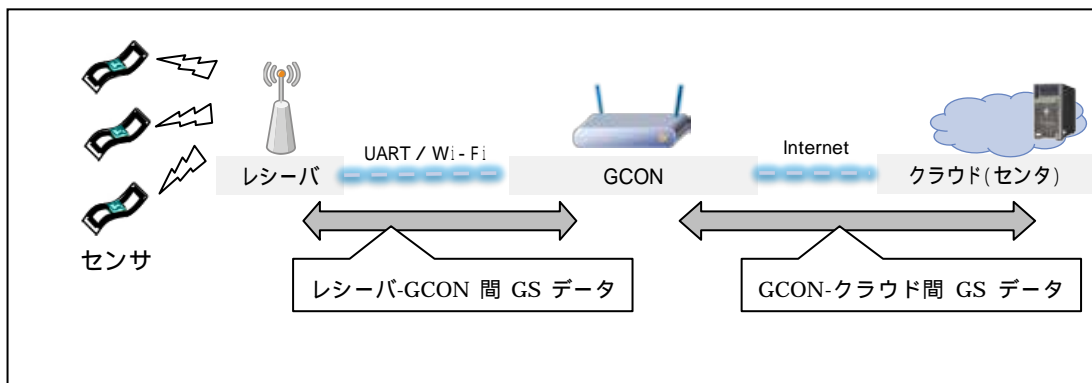 UART / Wi-Fi
Internet
レシーバ
GCON
クラウド(センタ)
センサ
レシーバ-GCON 間 GS データ
GCON-クラウド間 GS データ